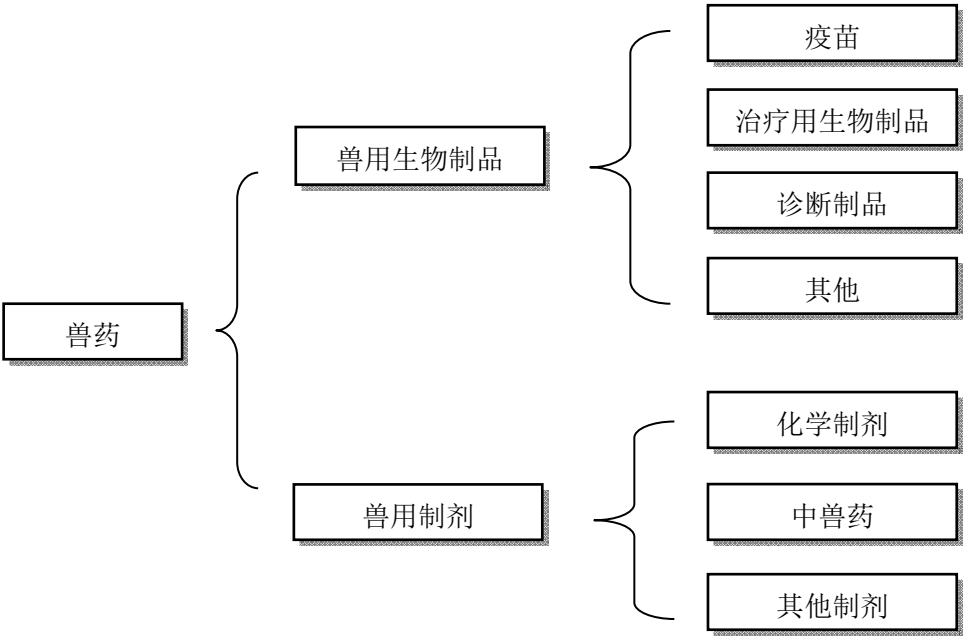 疫苗
治疗用生物制品
兽用生物制品
诊断制品
其他
兽药
化学制剂
兽用制剂
中兽药
其他制剂